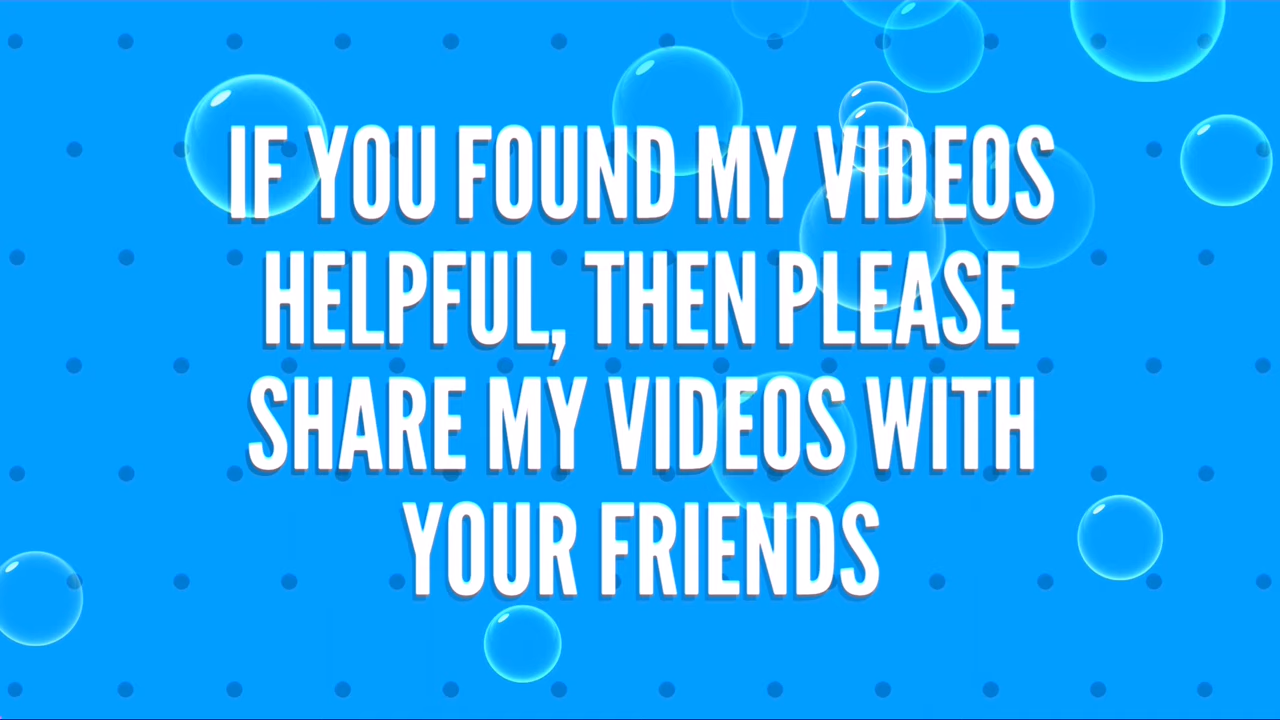 IF YOU FOUND MY VIDEOS
HELPFUL, THEN PLEASE
SHARE MY VIDEOS WITH
YOUR FRIENDS